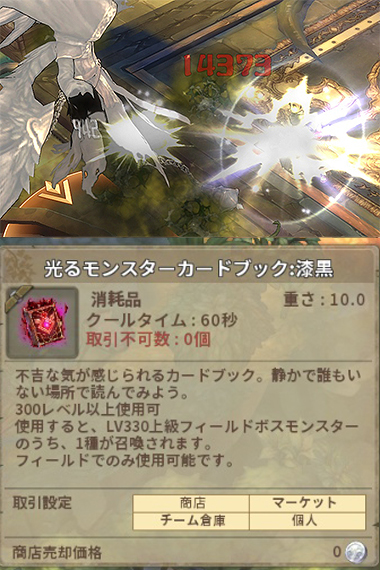 14393
942
光るモンスターカードブック:漆黒
消耗品 重さ : 10.0
クールタイム : 60秒
取引不可数 : 0個
不吉な気が感じられるカードブック。静かで誰もい
ない場所で読んでみよう。
300レベル以上使用可
使用すると、LV330上級フィールドボスモンスター
のうち、1種が召喚されます。
フィールドでのみ使用可能です。
取引設定 商店 マーケット
チーム倉庫 個人
商店売却価格 0